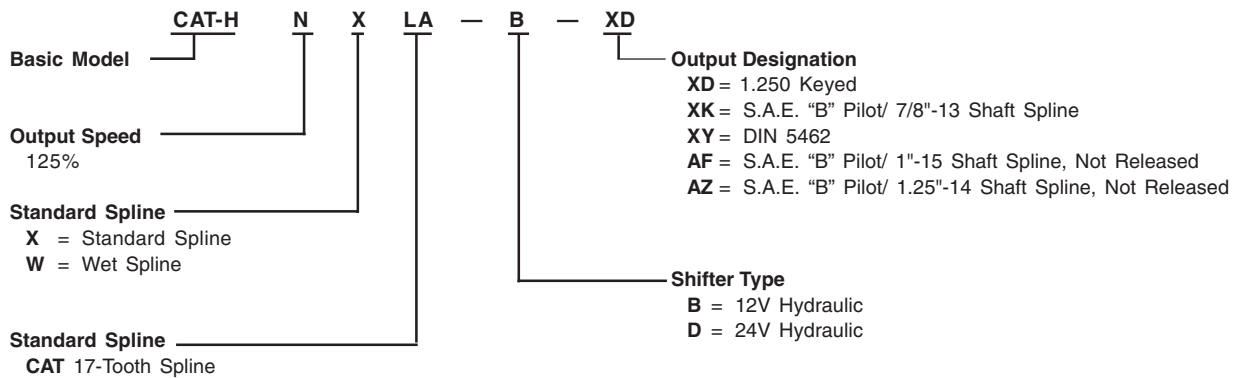 CAT-H N X LA — B — XD
Basic Model
Output Speed
125%
Standard Spline
X = Standard Spline
W = Wet Spline
Standard Spline
CAT 17-Tooth Spline
Output Designation
XD = 1.250 Keyed
XK = S.A.E. “B” Pilot/ 7/8"-13 Shaft Spline
XY = DIN 5462
AF = S.A.E. “B” Pilot/ 1"-15 Shaft Spline, Not Released
AZ = S.A.E. “B” Pilot/ 1.25"-14 Shaft Spline, Not Released
Shifter Type
B = 12V Hydraulic
D = 24V Hydraulic